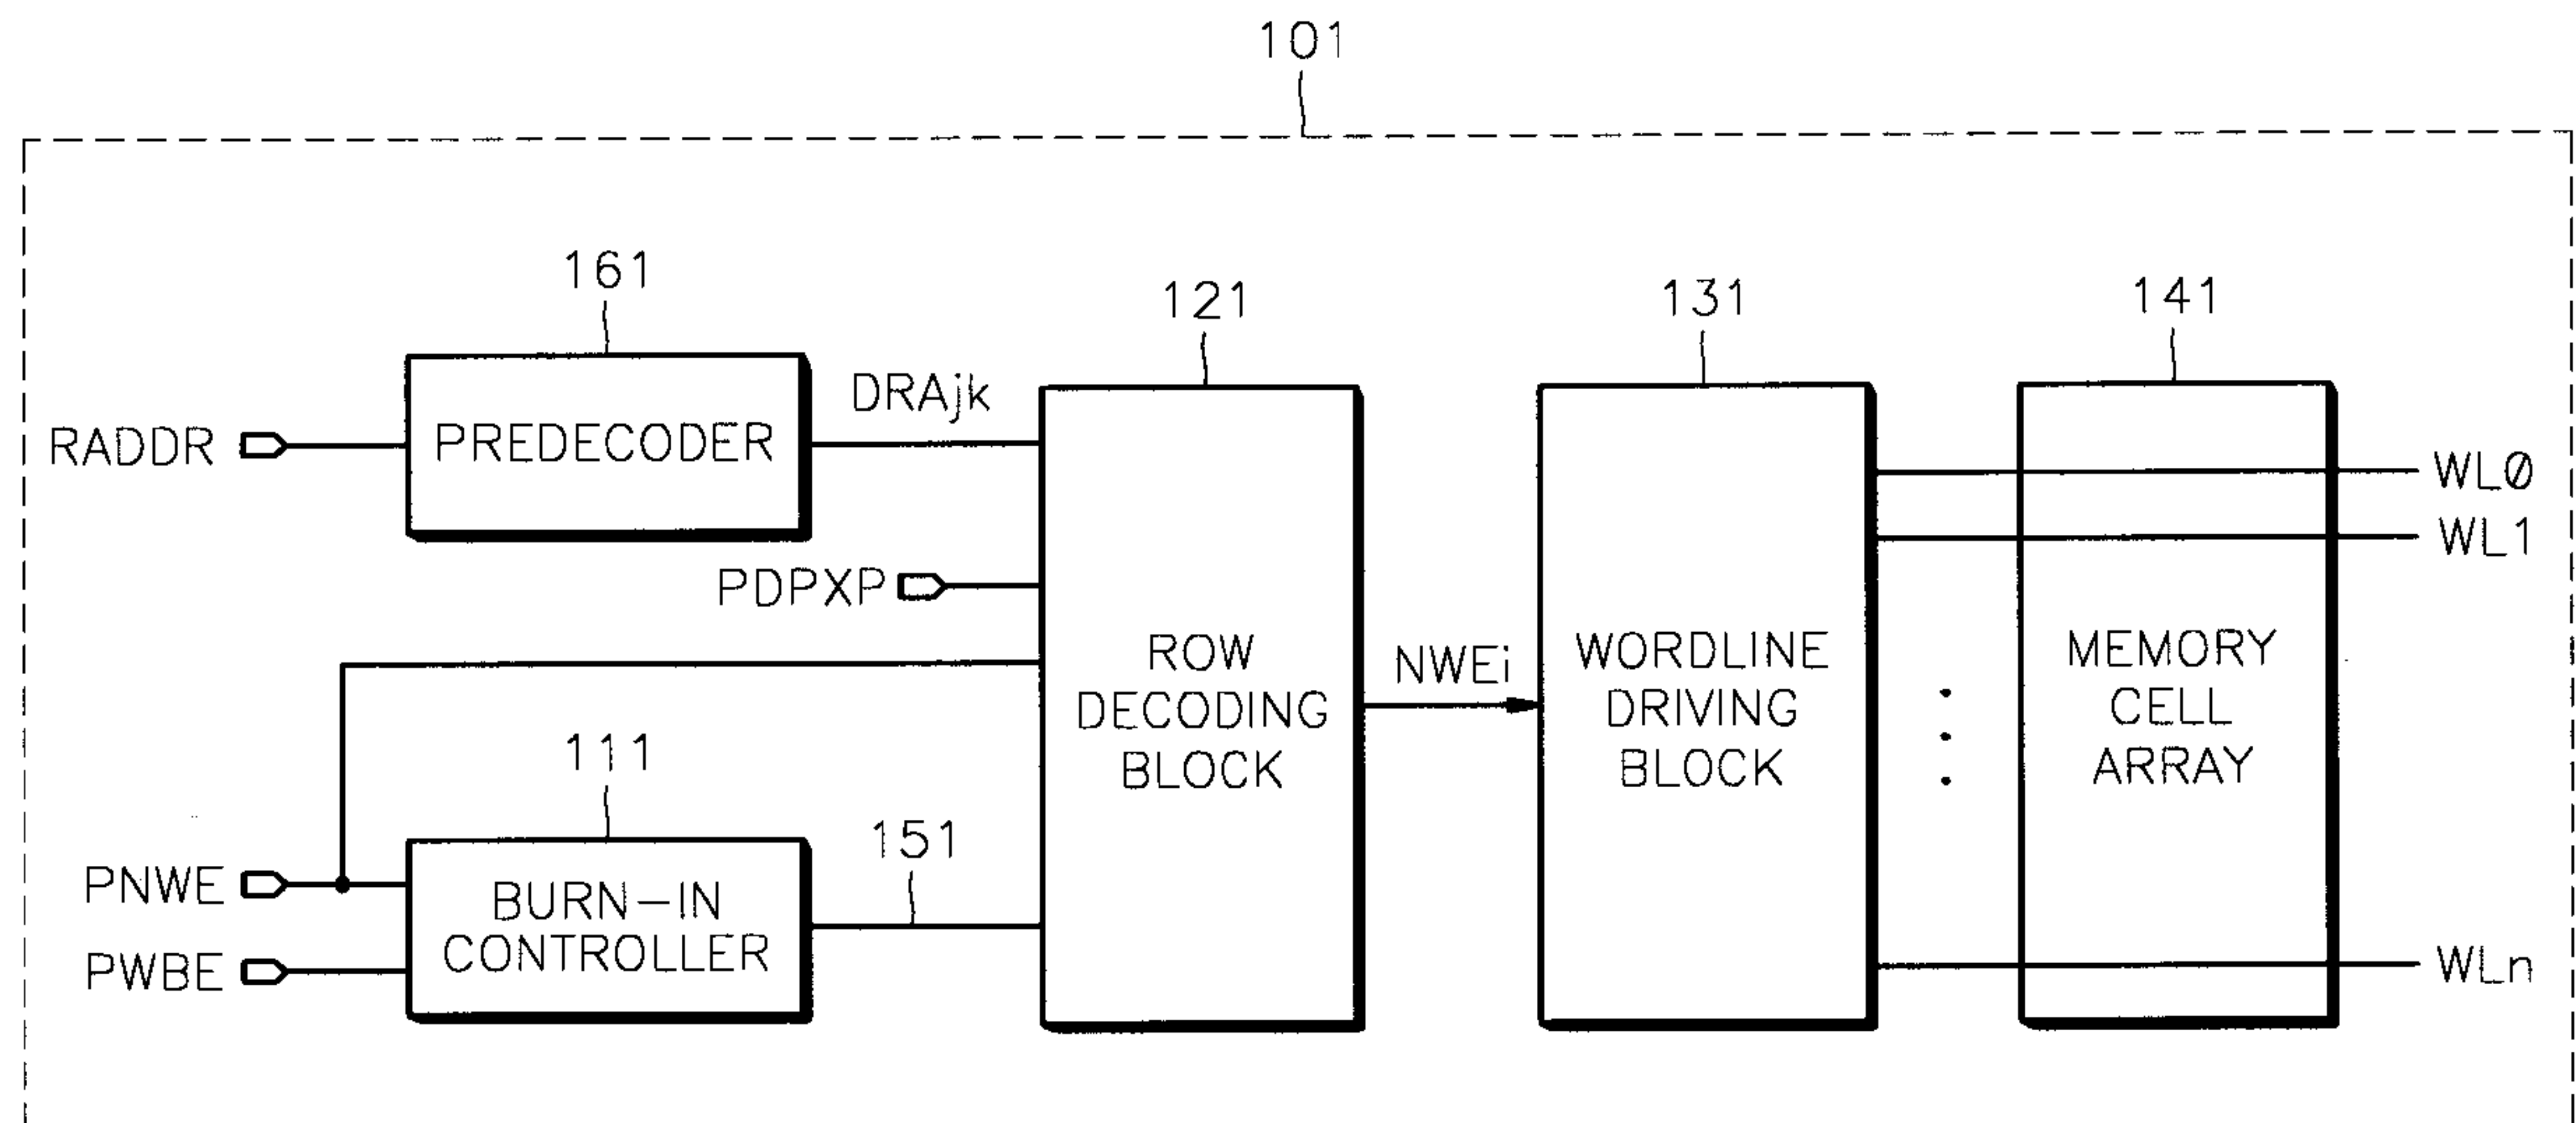 101
161
121
131
141
DRAjk
RADDR
PREDECODER
WLØ
WL1
PDPXP
ROW
DECODING
BLOCK
NWEi
WORDLINE
DRIVING
BLOCK
MEMORY
CELL
ARRAY
111
151
PNWE
BURN-IN
CONTROLLER
PWBE
WLn